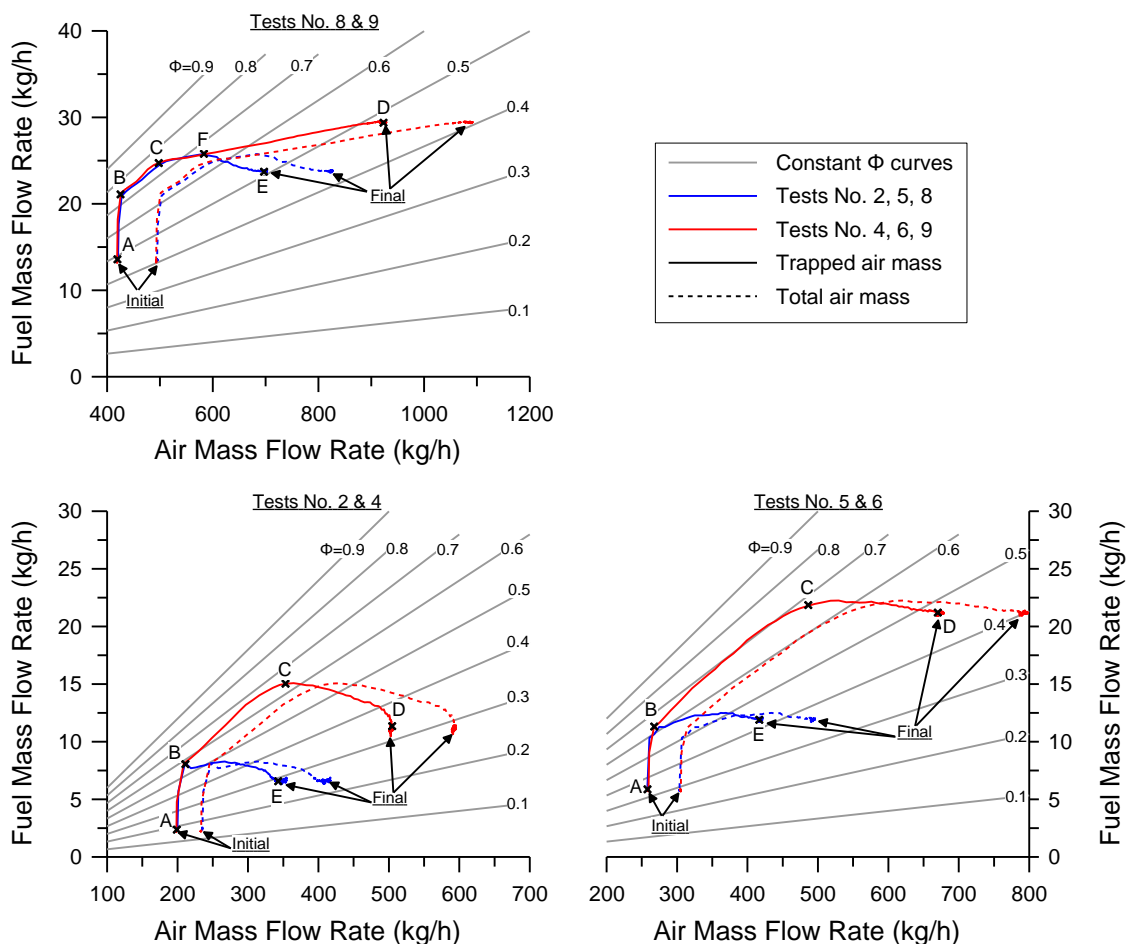 Tests No. 8 & 9
Fuel Mass Flow Rate (kg/h)
40
30
20
10
0
Φ=0.9
0.8
0.7
0.6
0.5
0.4
0.3
0.2
0.1
A
B
C
F
D
E
Initial
Final
400
600
800
1000
1200
Air Mass Flow Rate (kg/h)
Constant Φ curves
Tests No. 2, 5, 8
Tests No. 4, 6, 9
Trapped air mass
Total air mass
Tests No. 2 & 4
Fuel Mass Flow Rate (kg/h)
30
25
20
15
10
5
0
Φ=0.9
0.8
0.7
0.6
0.5
0.4
0.3
0.2
0.1
A
B
C
D
E
Initial
Final
100
200
300
400
500
600
700
Air Mass Flow Rate (kg/h)
Tests No. 5 & 6
Φ=0.9
0.8
0.7
0.6
0.5
0.4
0.3
0.2
0.1
A
B
C
D
E
Initial
Final
30
25
20
15
10
5
0
Fuel Mass Flow Rate (kg/h)
200
300
400
500
600
700
800
Air Mass Flow Rate (kg/h)